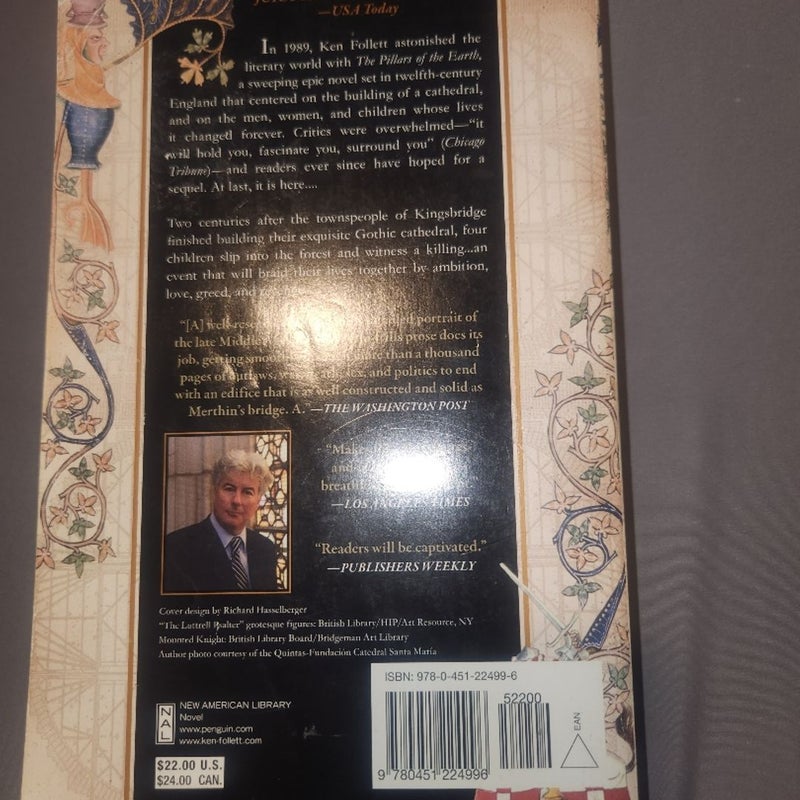 —USA Today
In 1989, Ken Follett astonished the
literary world with The Pillars of the Earth,
a sweeping epic novel set in twelfth-century
England that centered on the building of a cathedral,
and on the men, women, and children whose lives
it changed forever. Critics were overwhelmed—“it
will hold you, fascinate you, surround you” (Chicago
Tribune)—and readers ever since have hoped for a
sequel. At last, it is here....
Two centuries after the townspeople of Kingsbridge
finished building their exquisite Gothic cathedral, four
children slip into the forest and witness a killing...an
event that will braid their lives together by ambition,
love, greed, and
“[A] portrait of
the late prose does its
job, getting more than a thousand
pages of outlaws, sex, and politics to end
with an edifice that is as well constructed and solid as
Merthin's bridge. A.”—THE WASHINGTON POST
—LOS ANGELES TIMES
“Readers will be captivated.”
—PUBLISHERS WEEKLY
Cover design by Richard Hasselberger
“The Luttrell Psalter” grotesque figures: British Library/HIP/Art Resource, NY
Mounted Knight: British Library Board/Bridgeman Art Library
Author photo courtesy of the Quintas-Fundación Catedral Santa María
ISBN: 978-0-451-22499-6
52200
EAN
9 780451 224996
NAL
NEW AMERICAN LIBRARY
Novel
www.penguin.com
www.ken-follett.com
$22.00 U.S.
$24.00 CAN.